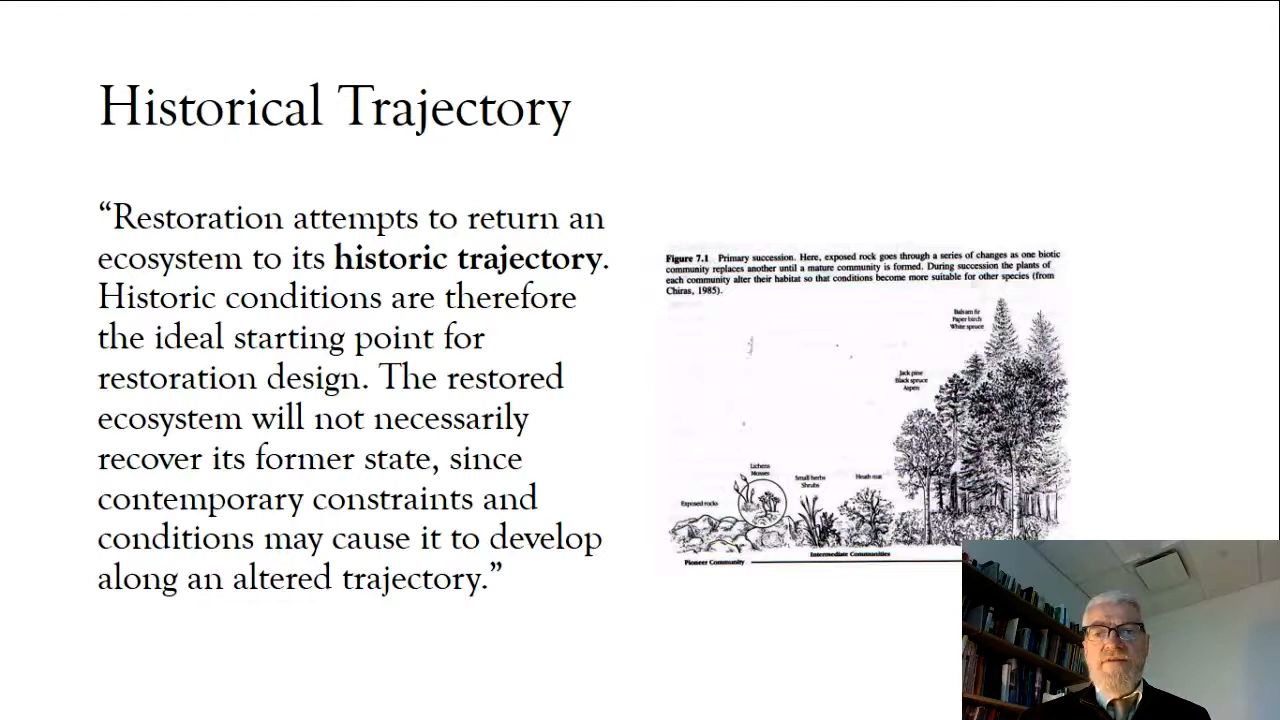 Historical Trajectory
“Restoration attempts to return an
ecosystem to its historic trajectory.
Historic conditions are therefore
the ideal starting point for
restoration design. The restored
ecosystem will not necessarily
recover its former state, since
contemporary constraints and
conditions may cause it to develop
along an altered trajectory.”
Figure 7.1 Primary succession. Here, exposed rock goes through a series of changes as one biotic
community replaces another until a mature community is formed. During succession the plants of
each community alter their habitat so that conditions become more suitable for other species (from
Chiras, 1985).
Balsam fir
Paper birch
White spruce
Jack pine
Black spruce
Aspen
Lichens
Mosses
Small herbs
Shrubs
Heath mat
Exposed rocks
Intermediate Communities
Pioneer Community